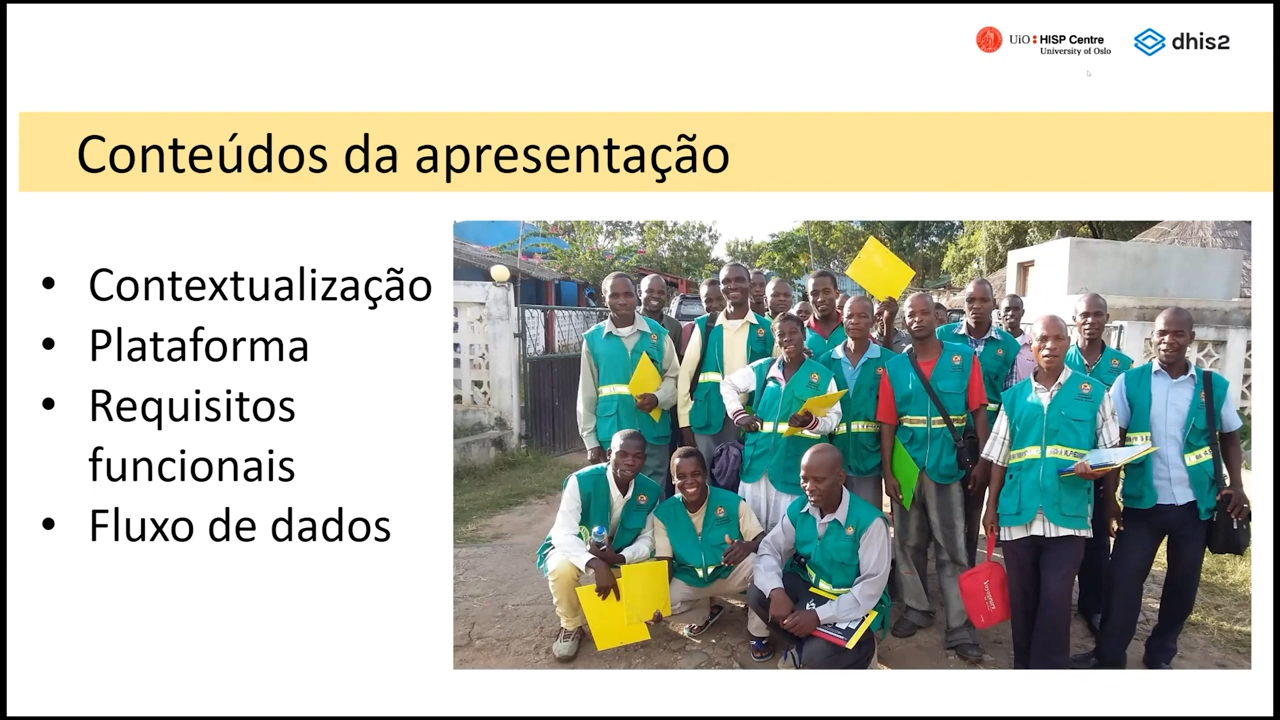 UiO HISP Centre
University of Oslo
dhis2
Conteúdos da apresentação
• Contextualização
• Plataforma
• Requisitos
funcionais
• Fluxo de dados